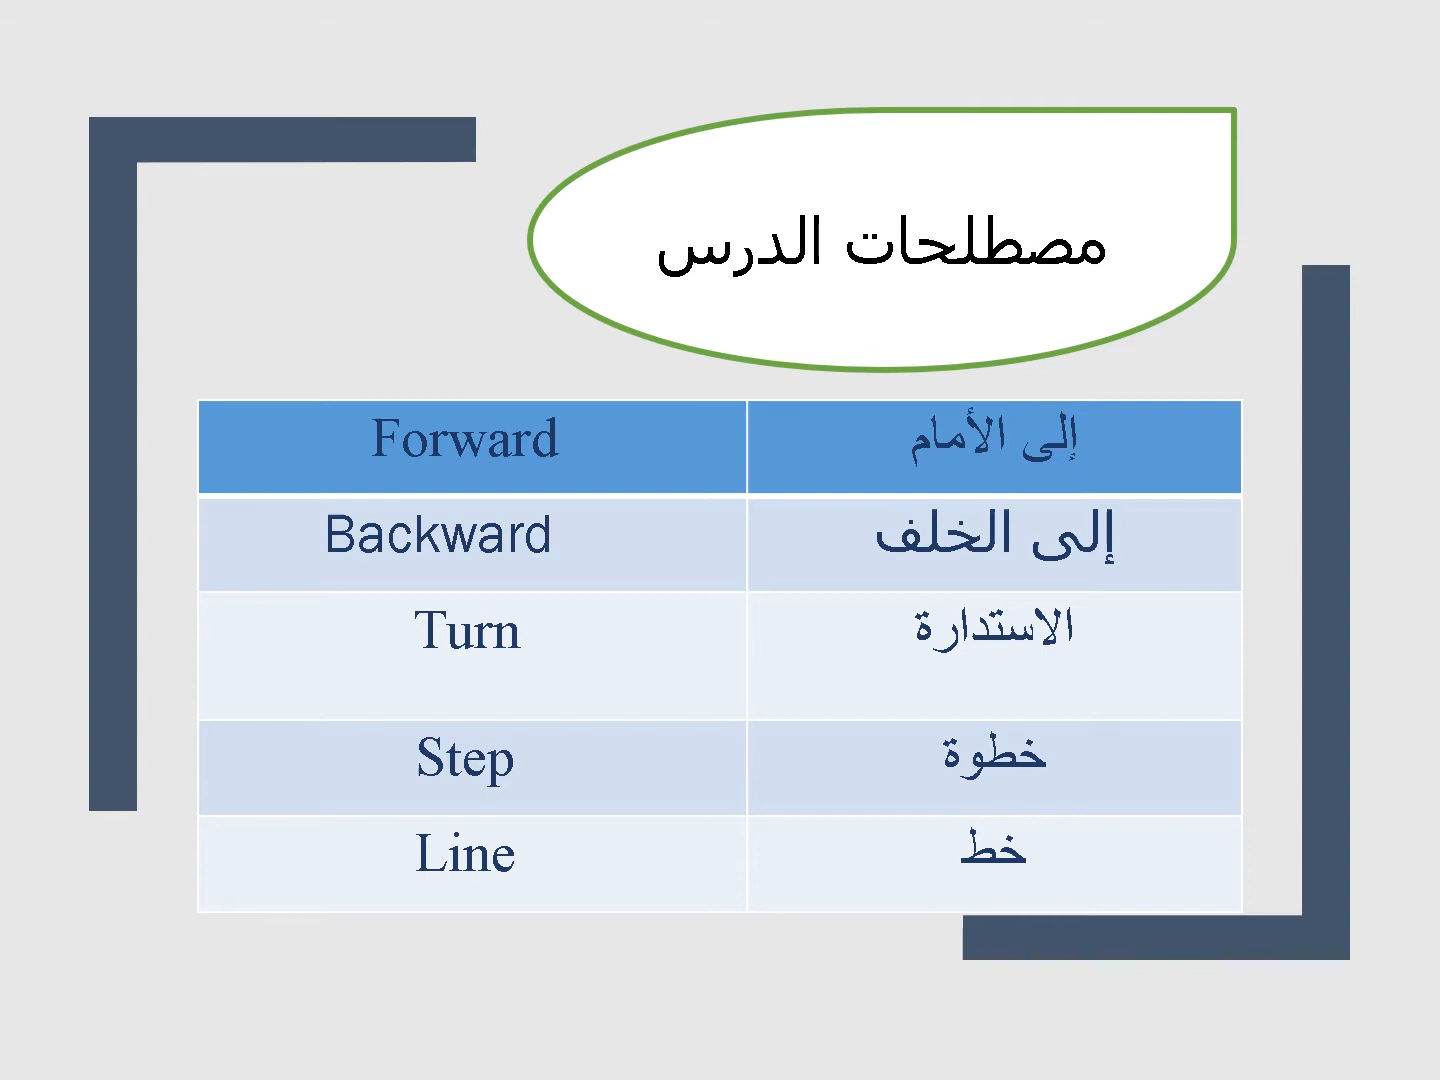 مصطلحات الدرس
إلى الأمام Forward
إلى الخلف Backward
الاستدارة Turn
خطوة Step
خط Line